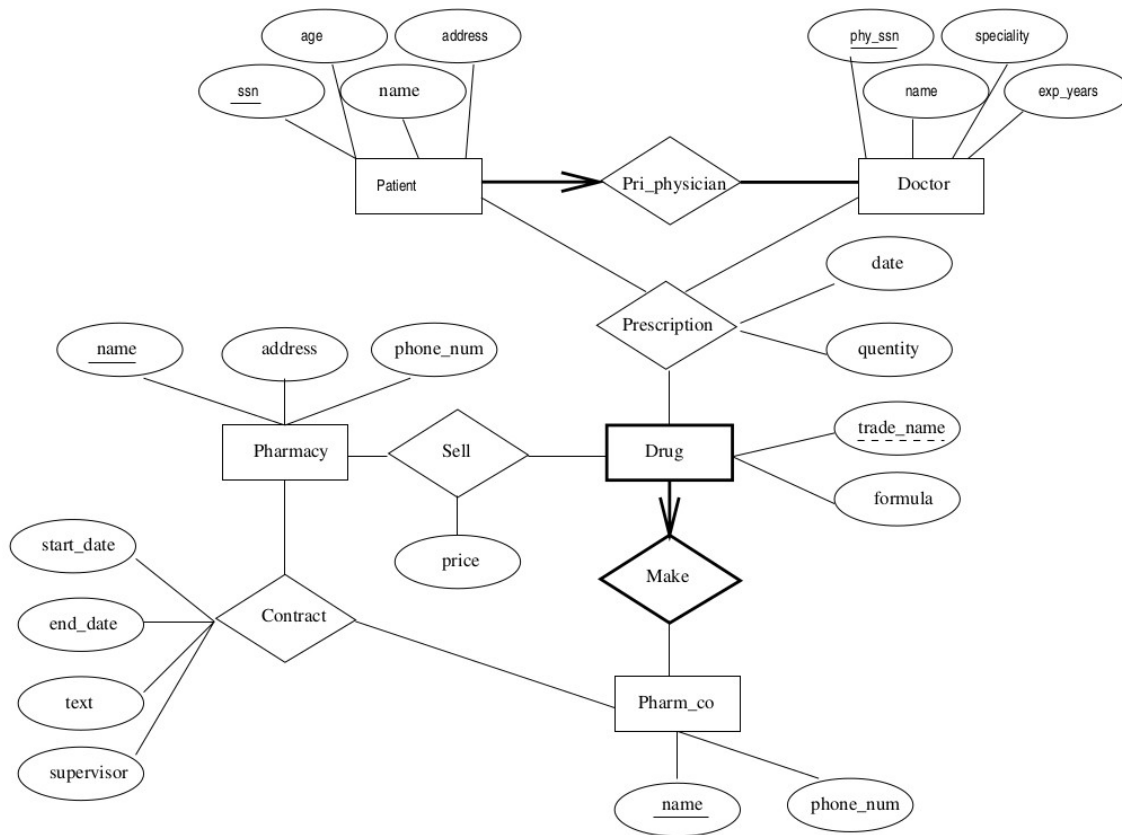 age
address
phy_ssn
speciality
ssn
name
name
exp_years
Patient
Pri_physician
Doctor
date
Prescription
name
address
phone_num
quentity
trade_name
Pharmacy
Sell
Drug
formula
start_date
price
Make
end_date
Contract
text
Pharm_co
supervisor
name
phone_num